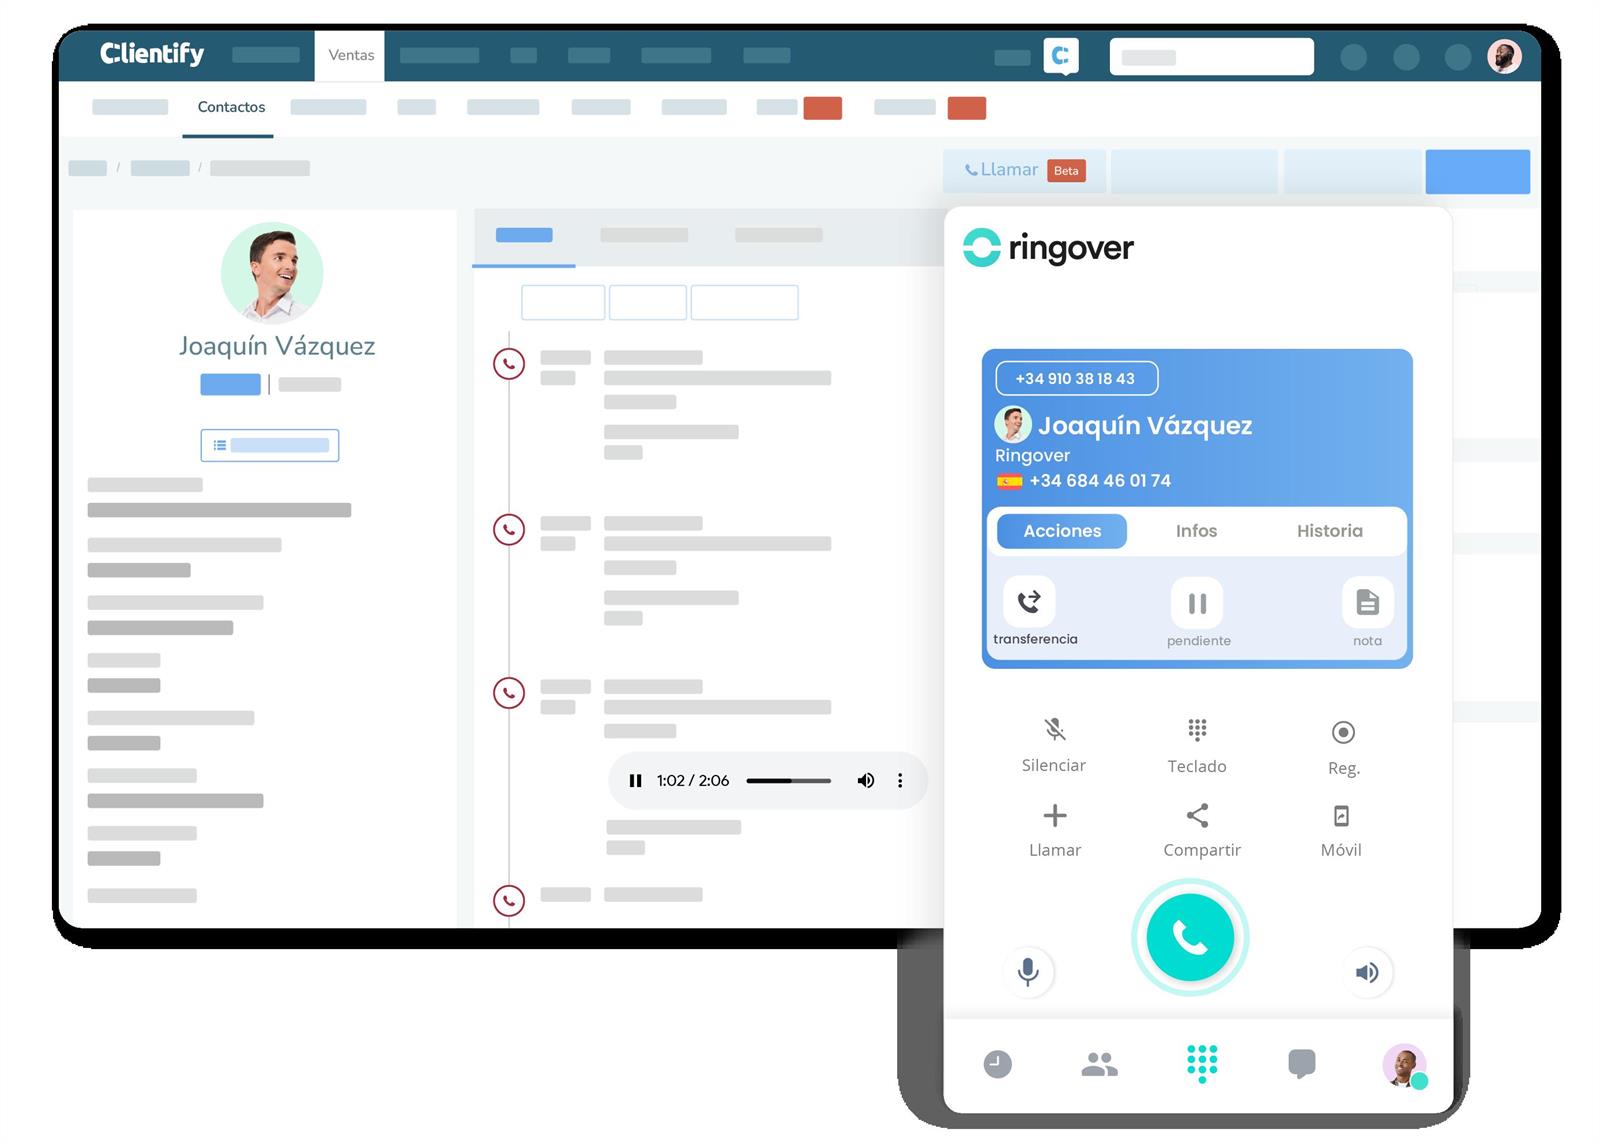 Clientify
Ventas
Contactos
Llamar Beta
Joaquín Vázquez
1:02 / 2:06
ringover
+34 910 38 18 43
Joaquín Vázquez
Ringover
+34 684 46 01 74
Acciones Infos Historia
transferencia pendiente nota
Silenciar Teclado Reg.
Llamar Compartir Móvil